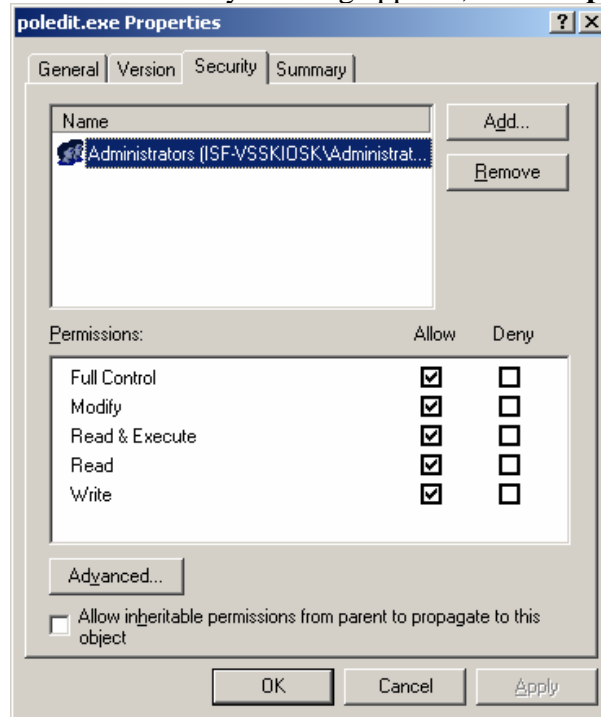 poledit.exe Properties
General Version Security Summary
Name
Add...
Administrators (ISF-VSSKIOSK\Administrat...
Remove
Permissions: Allow Deny
Full Control
Modify
Read & Execute
Read
Write
Advanced...
Allow inheritable permissions from parent to propagate to this
object
OK Cancel Apply